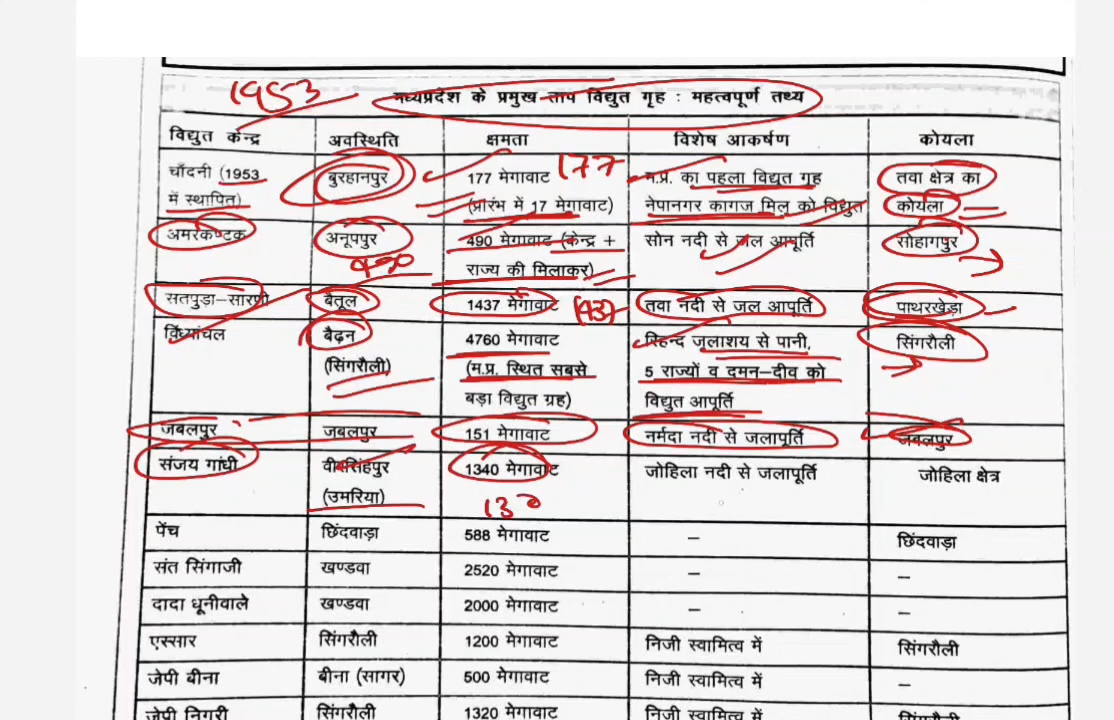 1953
मध्यप्रदेश के प्रमुख ताप विद्युत गृह : महत्वपूर्ण तथ्य
विद्युत केन्द्र अवस्थिति क्षमता विशेष आकर्षण कोयला
चाँदनी (1953 बुरहानपुर 177 मेगावाट 177 म.प्र. का पहला विद्युत गृह तवा क्षेत्र का
में स्थापित) (प्रारंभ में 17 मेगावाट) नेपानगर कागज मिल को विद्युत कोयला
अमरकण्टक अनूपपुर 490 मेगावाट (केन्द्र + सोन नदी से जल आपूर्ति सोहागपुर
राज्य की मिलाकर)
सतपुड़ा–सारणी बैतूल 1437 मेगावाट तवा नदी से जल आपूर्ति पाथरखेड़ा
विंध्यांचल बैढ़न 4760 मेगावाट रिहन्द जलाशय से पानी, सिंगरौली
(सिंगरौली) (म.प्र. स्थित सबसे 5 राज्यों व दमन–दीव को
बड़ा विद्युत ग्रह) विद्युत आपूर्ति
जबलपुर जबलपुर 151 मेगावाट नर्मदा नदी से जलापूर्ति जबलपुर
संजय गांधी वीरसिंहपुर 1340 मेगावाट जोहिला नदी से जलापूर्ति जोहिला क्षेत्र
(उमरिया)
पेंच छिंदवाड़ा 588 मेगावाट – छिंदवाड़ा
संत सिंगाजी खण्डवा 2520 मेगावाट – –
दादा धूनीवाले खण्डवा 2000 मेगावाट – –
एस्सार सिंगरौली 1200 मेगावाट निजी स्वामित्व में सिंगरौली
जेपी बीना बीना (सागर) 500 मेगावाट निजी स्वामित्व में –
जेपी निगरी सिंगरौली 1320 मेगावाट निजी स्वामित्व में सिंगरौली